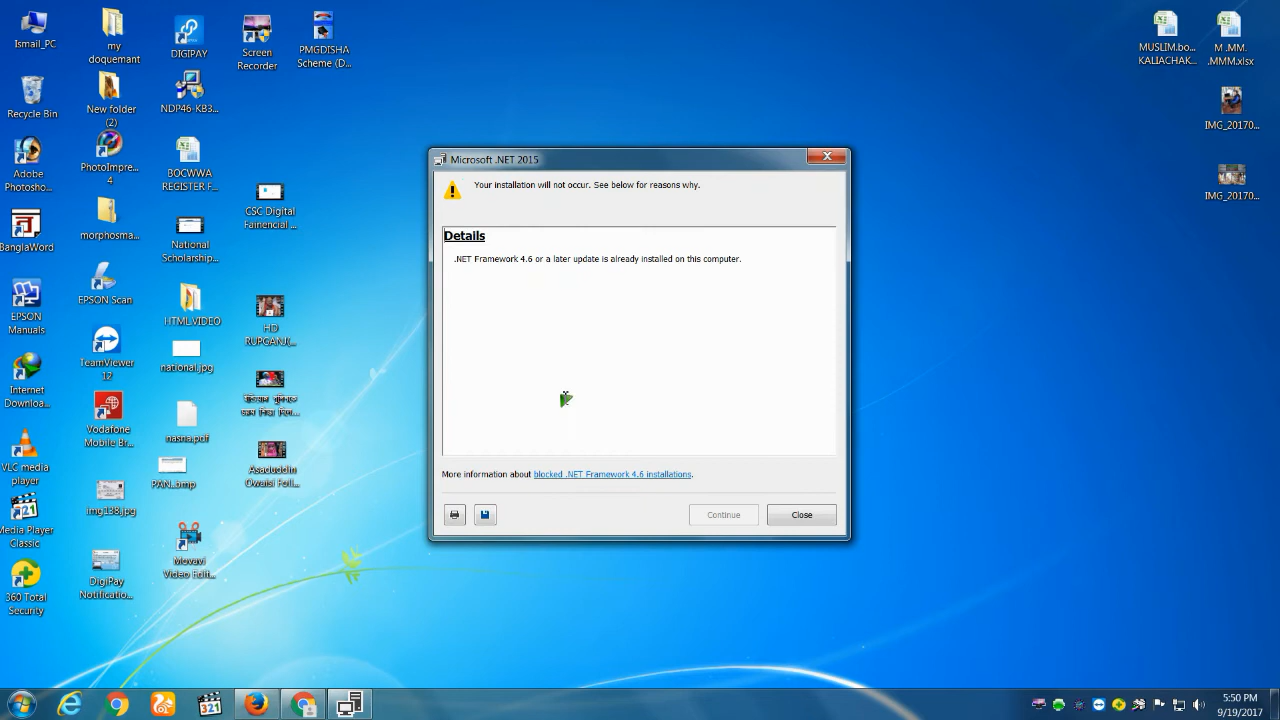 Ismail_PC
my
doquemant
DIGIPAY
Screen
Recorder
PMGDISHA
Scheme (D...
MUSLIM.bo...
KALIACHAK...
M .MM.
.MMM.xlsx
Recycle Bin
New folder
(2)
NDP46-KB3...
IMG_20170...
Adobe
Photosho...
PhotoImpre...
4
BOCWWA
REGISTER F...
IMG_20170...
BanglaWord
morphosma...
National
Scholarship...
CSC Digital
Fainencial ...
EPSON
Manuals
EPSON Scan
HTML.VIDEO
HD
RUPGANJ(...
Internet
Downloa...
TeamViewer
12
national.jpg
VLC media
player
Vodafone
Mobile Br...
nasna.pdf
Asaduddin
Owaisi Full...
Media Player
Classic
321
img138.jpg
PAN..bmp
360 Total
Security
DigiPay
Notificatio...
Movavi
Video Edit...
Microsoft .NET 2015
Your installation will not occur. See below for reasons why.
Details
.NET Framework 4.6 or a later update is already installed on this computer.
More information about blocked .NET Framework 4.6 installations.
Continue
Close
321
5:50 PM
9/19/2017